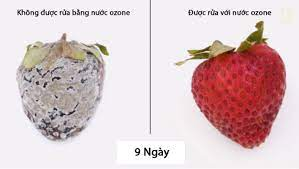 Không được rửa bằng nước ozone
Được rửa với nước ozone
9 Ngày